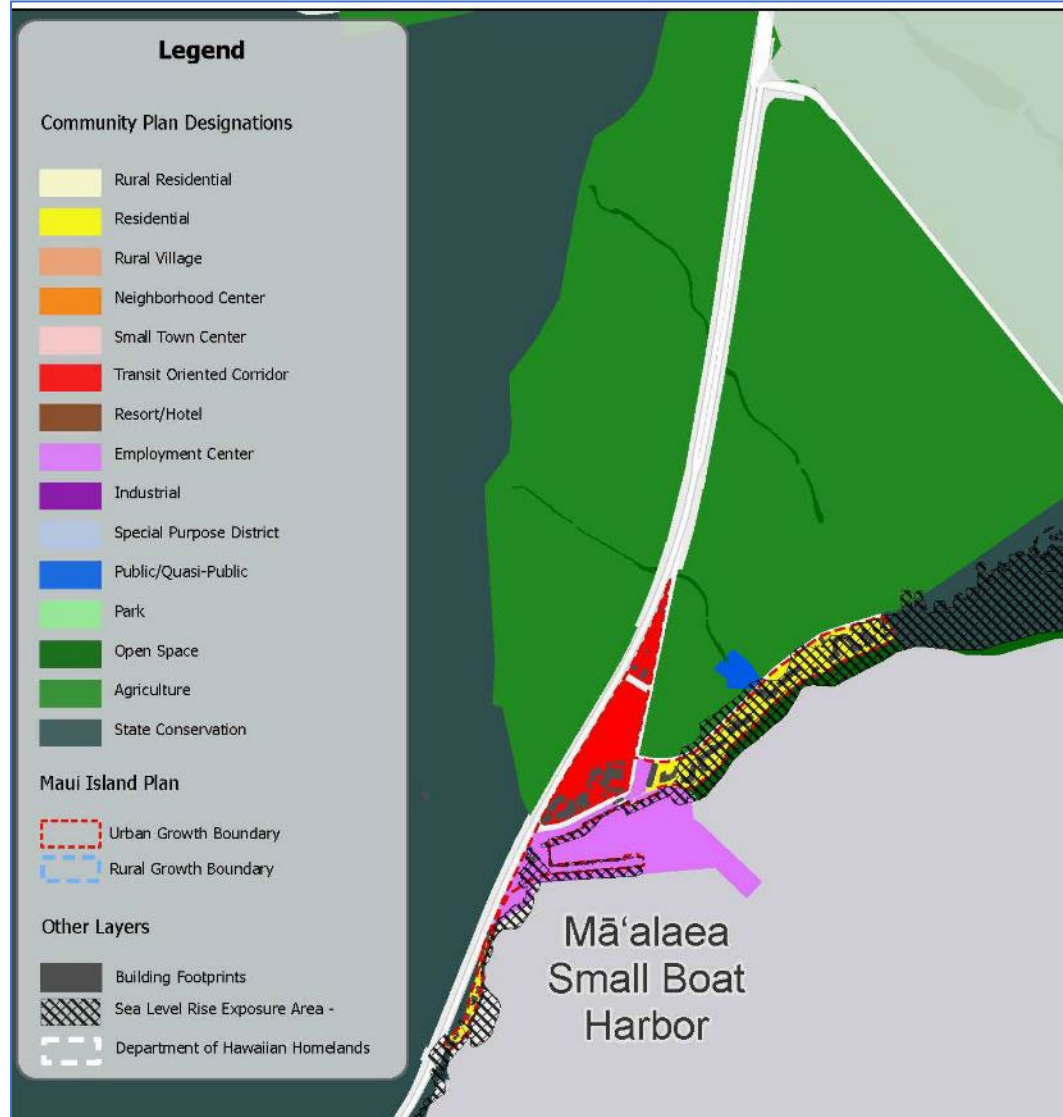 Legend
Community Plan Designations
Rural Residential
Residential
Rural Village
Neighborhood Center
Small Town Center
Transit Oriented Corridor
Resort/Hotel
Employment Center
Industrial
Special Purpose District
Public/Quasi-Public
Park
Open Space
Agriculture
State Conservation
Maui Island Plan
Urban Growth Boundary
Rural Growth Boundary
Other Layers
Building Footprints
Sea Level Rise Exposure Area -
Department of Hawaiian Homelands
Māʻalaea
Small Boat
Harbor